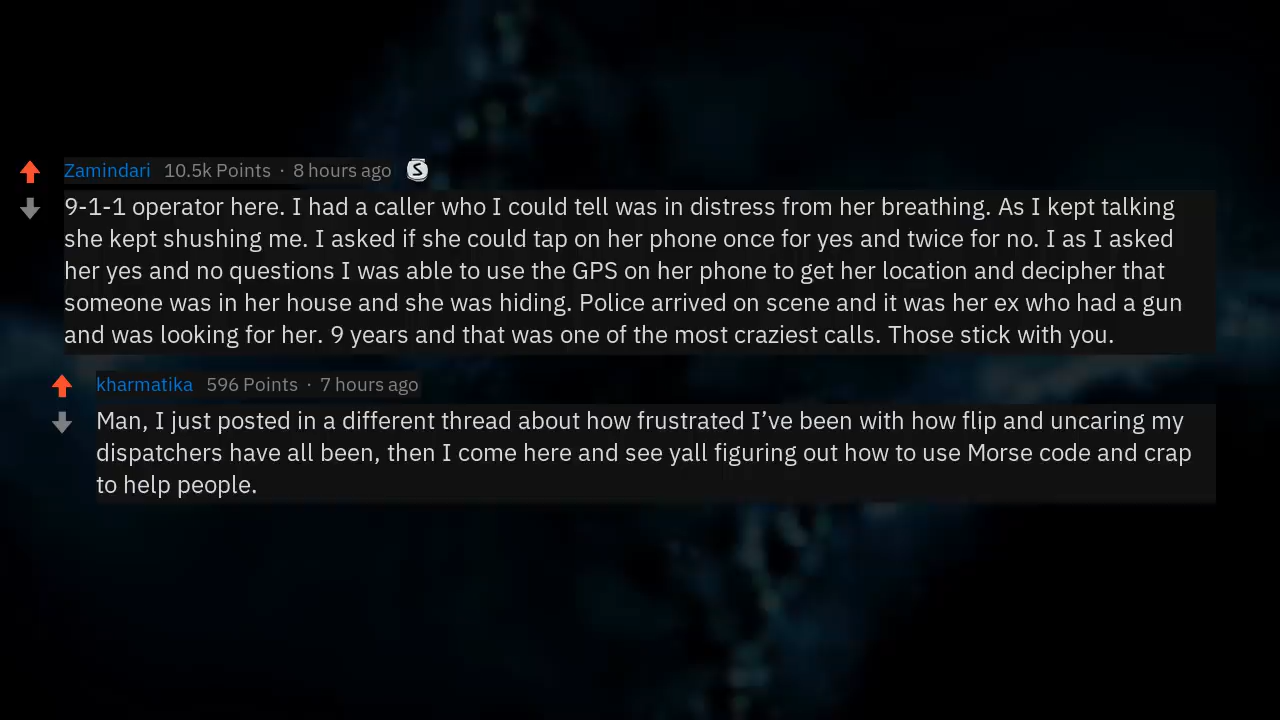 Zamindari 10.5k Points · 8 hours ago S
9-1-1 operator here. I had a caller who I could tell was in distress from her breathing. As I kept talking
she kept shushing me. I asked if she could tap on her phone once for yes and twice for no. I as I asked
her yes and no questions I was able to use the GPS on her phone to get her location and decipher that
someone was in her house and she was hiding. Police arrived on scene and it was her ex who had a gun
and was looking for her. 9 years and that was one of the most craziest calls. Those stick with you.
kharmatika 596 Points · 7 hours ago
Man, I just posted in a different thread about how frustrated I’ve been with how flip and uncaring my
dispatchers have all been, then I come here and see yall figuring out how to use Morse code and crap
to help people.